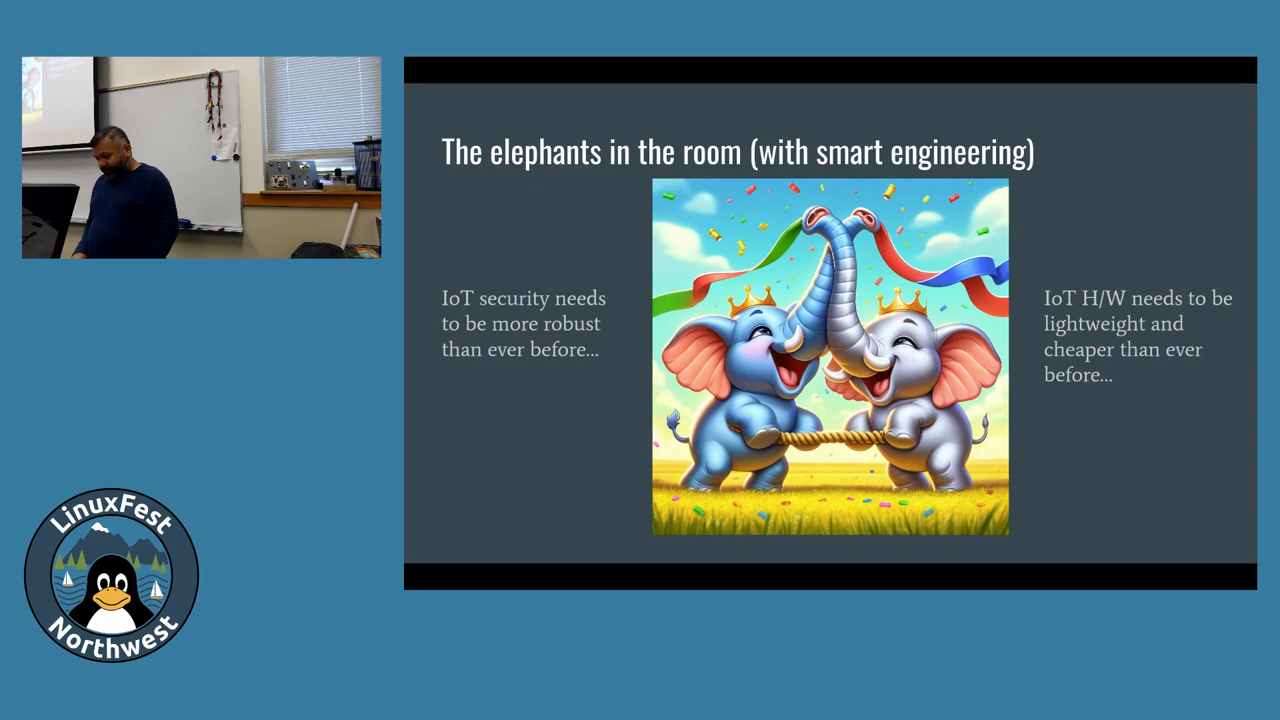 The elephants in the room (with smart engineering)
IoT security needs
to be more robust
than ever before...
IoT H/W needs to be
lightweight and
cheaper than ever
before...
LinuxFest
Northwest